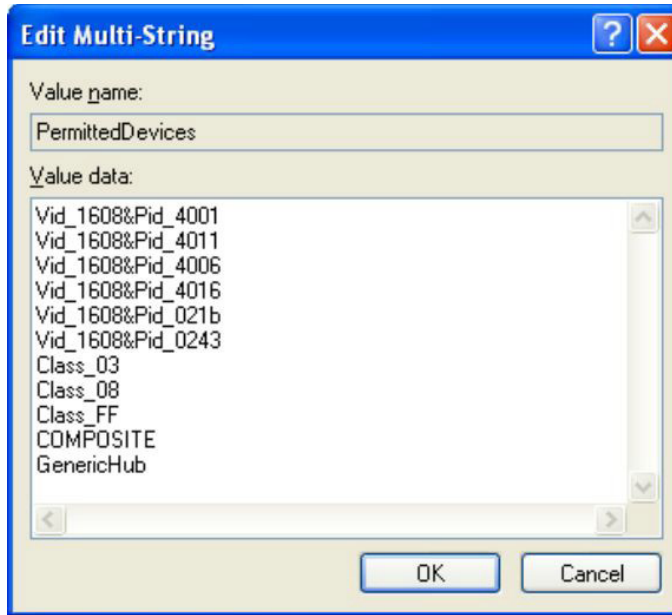 Edit Multi-String
Value name:
PermittedDevices
Value data:
Vid_1608&Pid_4001
Vid_1608&Pid_4011
Vid_1608&Pid_4006
Vid_1608&Pid_4016
Vid_1608&Pid_021b
Vid_1608&Pid_0243
Class_03
Class_08
Class_FF
COMPOSITE
GenericHub
OK Cancel